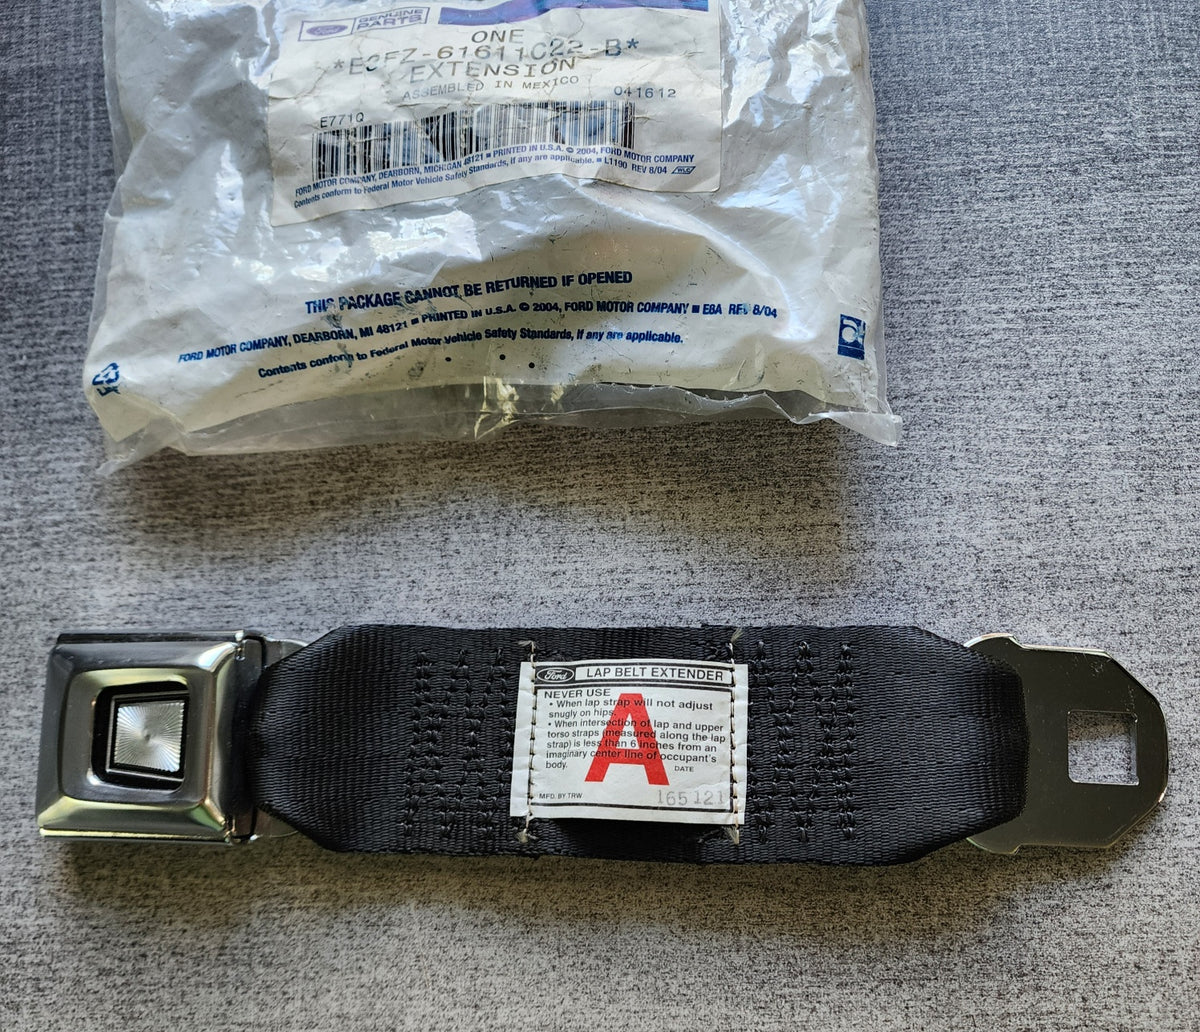 Ford GENUINE PARTS
ONE
*E3FZ-61611C22-B*
EXTENSION
ASSEMBLED IN MEXICO
041612
E771Q
FORD MOTOR COMPANY, DEARBORN, MICHIGAN 48121 ■ PRINTED IN U.S.A. © 2004, FORD MOTOR COMPANY
Contents conform to Federal Motor Vehicle Safety Standards, if any are applicable. ■ L1190 REV 8/04 WLC
THIS PACKAGE CANNOT BE RETURNED IF OPENED
FORD MOTOR COMPANY, DEARBORN, MI 48121 ■ PRINTED IN U.S.A. © 2004, FORD MOTOR COMPANY ■ E8A REV 8/04
Contents conform to Federal Motor Vehicle Safety Standards, if any are applicable.
Ford LAP BELT EXTENDER
NEVER USE
• When lap strap will not adjust
snugly on hips.
• When intersection of lap and upper
torso straps (measured along the lap
strap) is less than 6 inches from an
imaginary center line of occupant's
body.
A
DATE
MFD. BY TRW
165 121